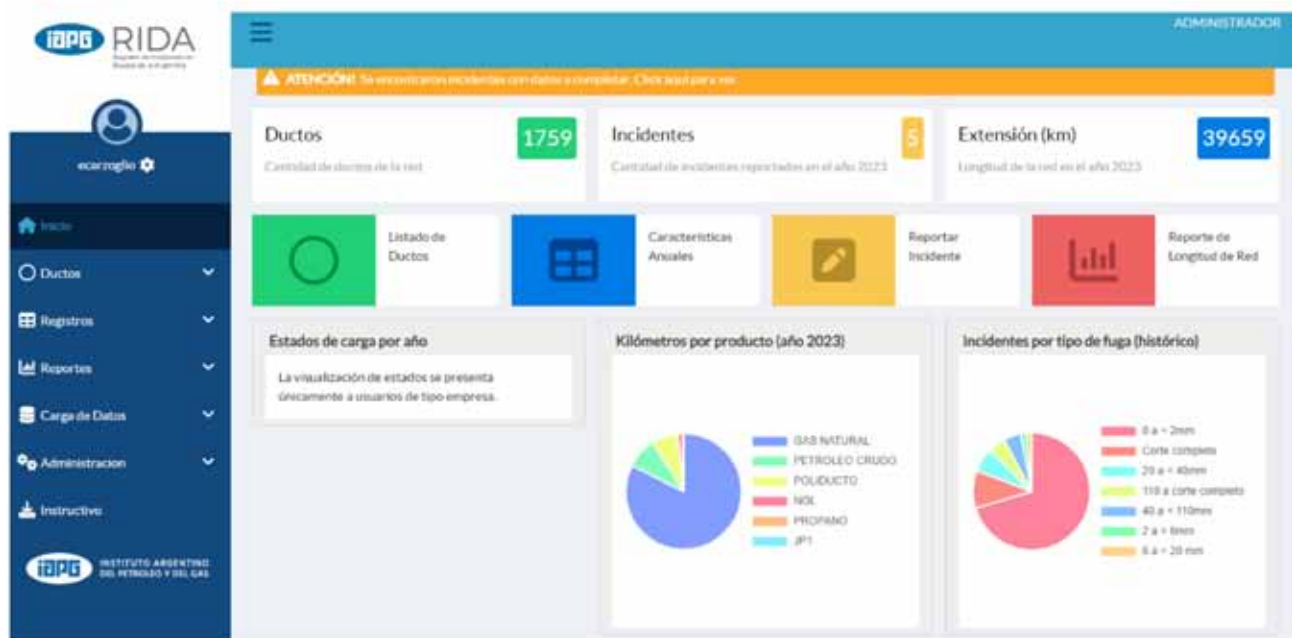 iAPG RIDA
ADMINISTRADOR
ATENCIÓN! Se encontraron incidentes con datos a completar. Click aquí para ver.
ecarzoglio
Ductos
1759
Cantidad de ductos de la red
Incidentes
5
Cantidad de incidentes reportados en el año 2023
Extensión (km)
39659
Longitud de la red en el año 2023
Inicio
Ductos
Registros
Reportes
Carga de Datos
Administracion
Instructivo
iAPG INSTITUTO ARGENTINO
DEL PETROLEO Y DEL GAS
Listado de
Ductos
Características
Anuales
Reportar
Incidente
Reporte de
Longitud de Red
Estados de carga por año
La visualización de estados se presenta
únicamente a usuarios de tipo empresa.
Kilómetros por producto (año 2023)
GAS NATURAL
PETROLEO CRUDO
POLIDUCTO
NGL
PROPANO
JP1
Incidentes por tipo de fuga (histórico)
0 a < 2mm
Corte completo
20 a < 40mm
110 a corte completo
40 a < 110mm
2 a < 6mm
6 a < 20 mm